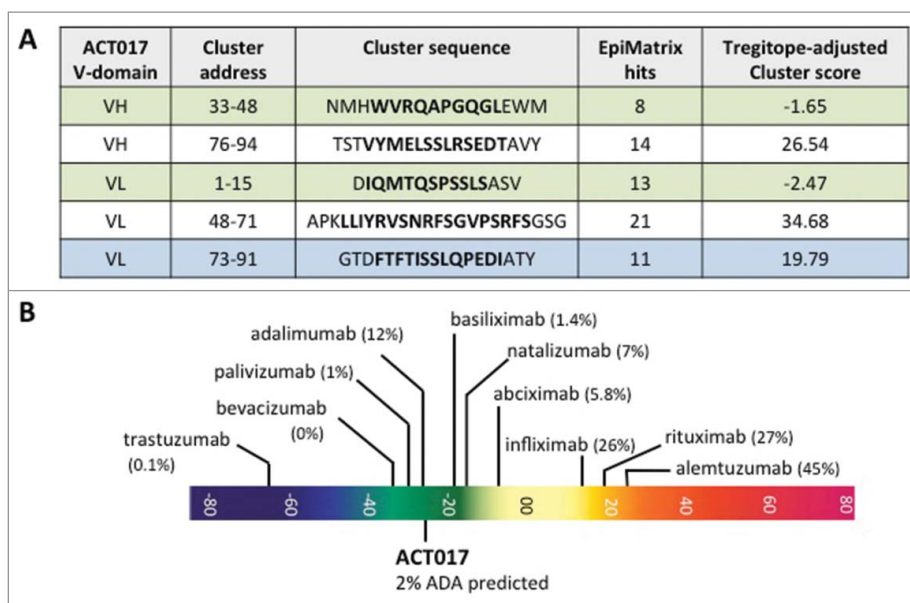 A
ACT017 V-domain Cluster address Cluster sequence EpiMatrix hits Tregitope-adjusted Cluster score
VH 33-48 NMHWVRQAPGQGLEWM 8 -1.65
VH 76-94 TSTVYMELSSLRSEDTAVY 14 26.54
VL 1-15 DIQMTQSPSSLSASV 13 -2.47
VL 48-71 APKLLIYRVSNRFSGVPSRFSGSG 21 34.68
VL 73-91 GTDFTFTISSLQPEDIATY 11 19.79
B
basiliximab (1.4%)
adalimumab (12%)
natalizumab (7%)
palivizumab (1%)
abciximab (5.8%)
bevacizumab
(0%)
trastuzumab
(0.1%)
infliximab (26%)
rituximab (27%)
alemtuzumab (45%)
-80 -60 -40 -20 00 20 40 60 80
ACT017
2% ADA predicted